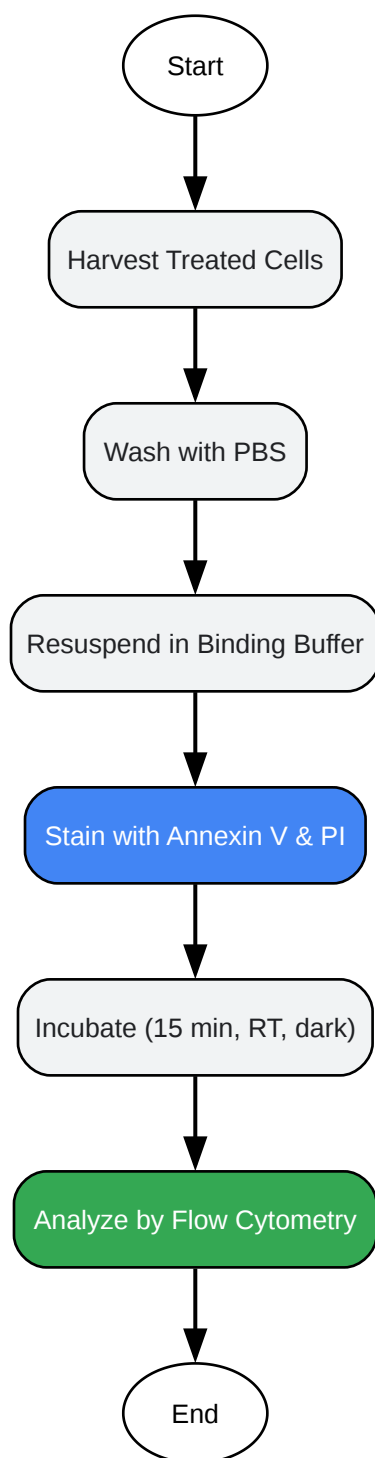 Start
Harvest Treated Cells
Wash with PBS
Resuspend in Binding Buffer
Stain with Annexin V & PI
Incubate (15 min, RT, dark)
Analyze by Flow Cytometry
End